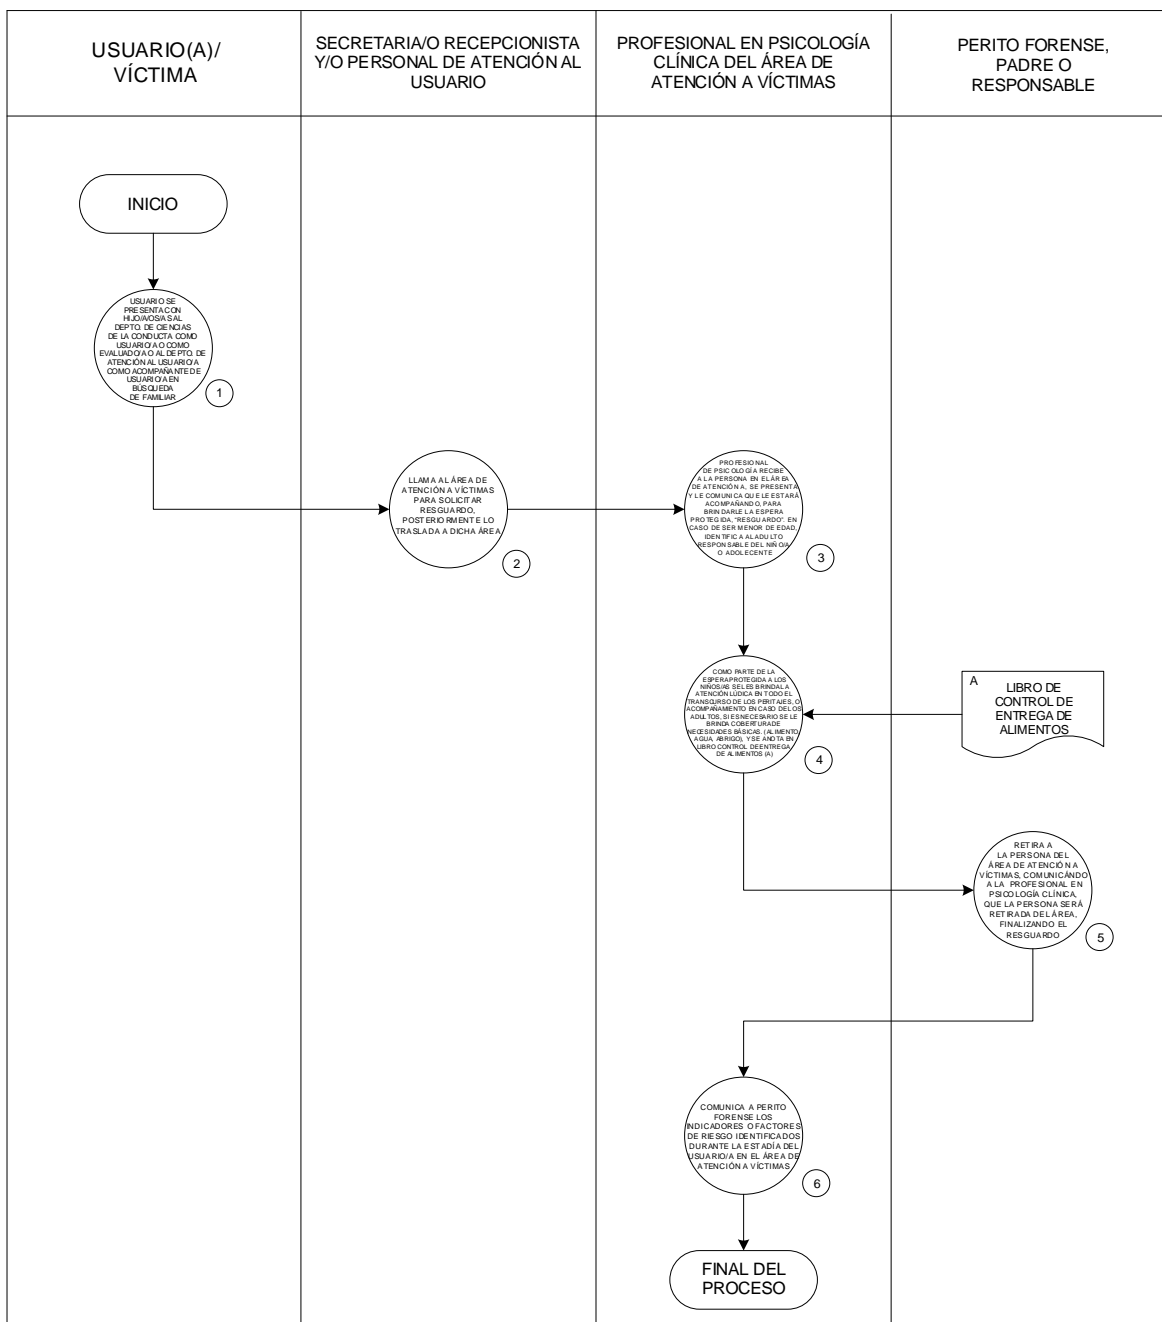 USUARIO(A)/
VÍCTIMA
SECRETARIA/O RECEPCIONISTA
Y/O PERSONAL DE ATENCIÓN AL
USUARIO
PROFESIONAL EN PSICOLOGÍA
CLÍNICA DEL ÁREA DE
ATENCIÓN A VÍCTIMAS
PERITO FORENSE,
PADRE O
RESPONSABLE
INICIO
USUARIO SE
PRESENTA CON
HIJO/A/OS/AS AL
DEPTO. DE CIENCIAS
DE LA CONDUCTA COMO
USUARIO/A O COMO
EVALUADO/A O AL DEPTO. DE
ATENCIÓN AL USUARIO/A
COMO ACOMPAÑANTE DE
USUARIO/A EN
BÚSQUEDA
DE FAMILIAR
1
LLAMA AL ÁREA DE
ATENCIÓN A VÍCTIMAS
PARA SOLICITAR
RESGUARDO,
POSTERIORMENTE LO
TRASLADA A DICHA ÁREA
2
PROFESIONAL
DE PSICOLOGÍA RECIBE
A LA PERSONA EN EL ÁREA
DE ATENCIÓN A, SE PRESENTA
Y LE COMUNICA QUE LE ESTARÁ
ACOMPAÑANDO, PARA
BRINDARLE LA ESPERA
PROTEGIDA, "RESGUARDO". EN
CASO DE SER MENOR DE EDAD,
IDENTIFICA AL ADULTO
RESPONSABLE DEL NIÑO/A
O ADOLECENTE
3
COMO PARTE DE LA
ESPERA PROTEGIDA A LOS
NIÑOS/AS SE LES BRINDA LA
ATENCIÓN LÚDICA EN TODO EL
TRANSCURSO DE LOS PERITAJES, O
ACOMPAÑAMIENTO EN CASO DE LOS
ADULTOS, SI ES NECESARIO SE LE
BRINDA COBERTURA DE
NECESIDADES BÁSICAS. (ALIMENTO,
AGUA, ABRIGO), Y SE ANOTA EN
LIBRO CONTROL DE ENTREGA
DE ALIMENTOS (A)
4
A
LIBRO DE
CONTROL DE
ENTREGA DE
ALIMENTOS
RETIRA A
LA PERSONA DEL
ÁREA DE ATENCIÓN A
VÍCTIMAS, COMUNICÁNDO
A LA PROFESIONAL EN
PSICOLOGÍA CLÍNICA,
QUE LA PERSONA SERÁ
RETIRADA DEL ÁREA,
FINALIZANDO EL
RESGUARDO
5
COMUNICA A PERITO
FORENSE LOS
INDICADORES O FACTORES
DE RIESGO IDENTIFICADOS
DURANTE LA ESTADÍA DEL
USUARIO/A EN EL ÁREA DE
ATENCIÓN A VÍCTIMAS
6
FINAL DEL
PROCESO